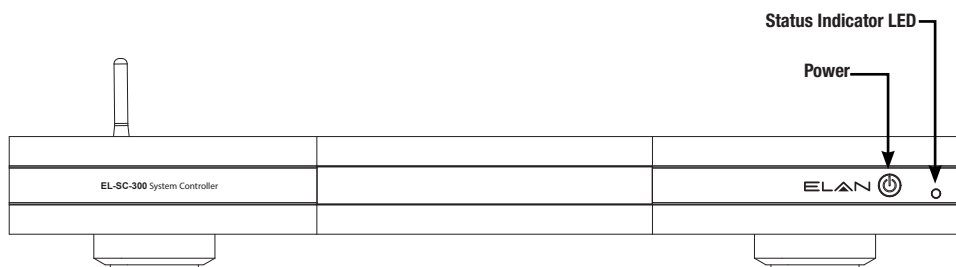 Status Indicator LED
Power
EL-SC-300 System Controller
ELAN